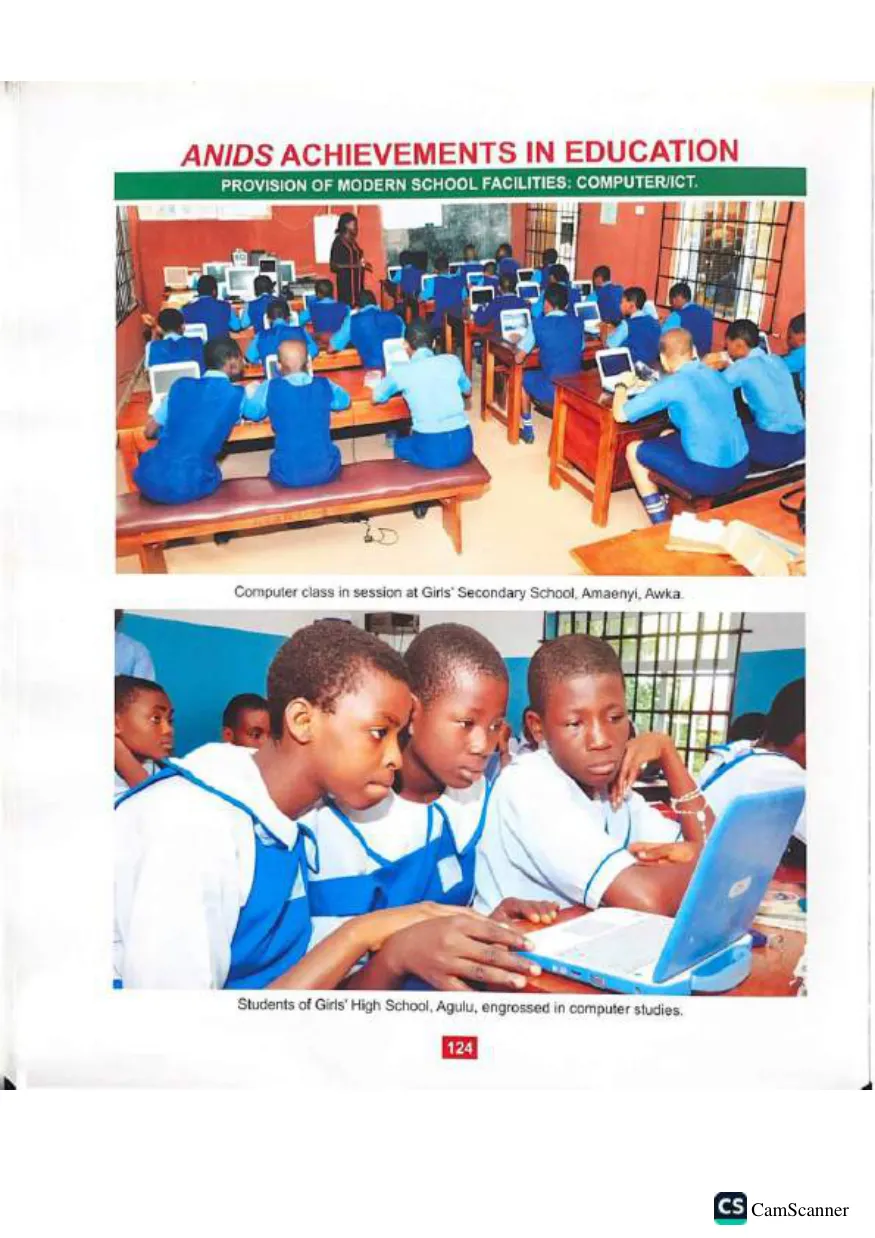 ANIDS ACHIEVEMENTS IN EDUCATION
PROVISION OF MODERN SCHOOL FACILITIES: COMPUTER/ICT.
Computer class in session at Girls' Secondary School, Amaenyi, Awka.
Students of Girls' High School, Agulu, engrossed in computer studies.
124
CS CamScanner